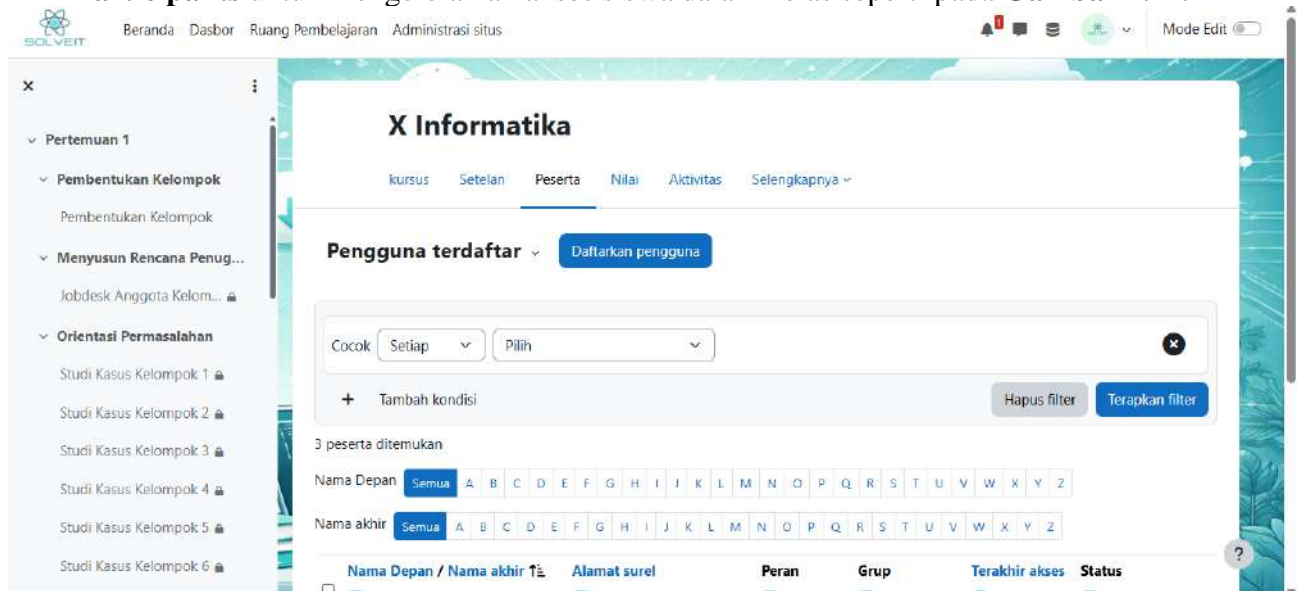 SOLVEIT
Beranda Dasbor Ruang Pembelajaran Administrasi situs
1
Mode Edit
Pertemuan 1
Pembentukan Kelompok
Pembentukan Kelompok
Menyusun Rencana Penug...
Jobdesk Anggota Kelom...
Orientasi Permasalahan
Studi Kasus Kelompok 1
Studi Kasus Kelompok 2
Studi Kasus Kelompok 3
Studi Kasus Kelompok 4
Studi Kasus Kelompok 5
Studi Kasus Kelompok 6
X Informatika
kursus Setelan Peserta Nilai Aktivitas Selengkapnya
Pengguna terdaftar Daftarkan pengguna
Cocok Setiap Pilih
+ Tambah kondisi Hapus filter Terapkan filter
3 peserta ditemukan
Nama Depan Semua A B C D E F G H I J K L M N O P Q R S T U V W X Y Z
Nama akhir Semua A B C D E F G H I J K L M N O P Q R S T U V W X Y Z
?
Nama Depan / Nama akhir Alamat surel Peran Grup Terakhir akses Status